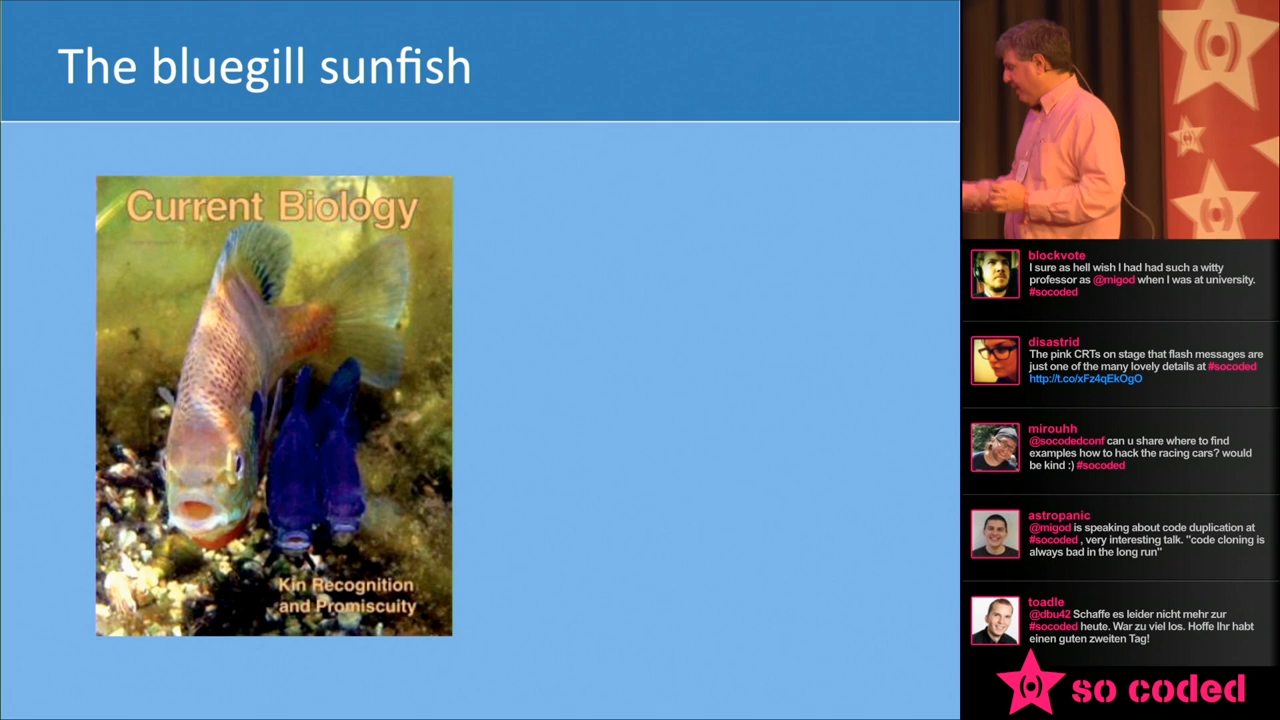 The bluegill sunfish
Current Biology
Kin Recognition
and Promiscuity
blockvote
I sure as hell wish I had had such a witty
professor as @migod when I was at university.
#socoded
disastrid
The pink CRTs on stage that flash messages are
just one of the many lovely details at #socoded
http://t.co/xFz4qEkOgO
mirouhh
@socodedconf can u share where to find
examples how to hack the racing cars? would
be kind :) #socoded
astropanic
@migod is speaking about code duplication at
#socoded , very interesting talk. "code cloning is
always bad in the long run"
toadle
@dbu42 Schaffe es leider nicht mehr zur
#socoded heute. War zu viel los. Hoffe Ihr habt
einen guten zweiten Tag!
so coded